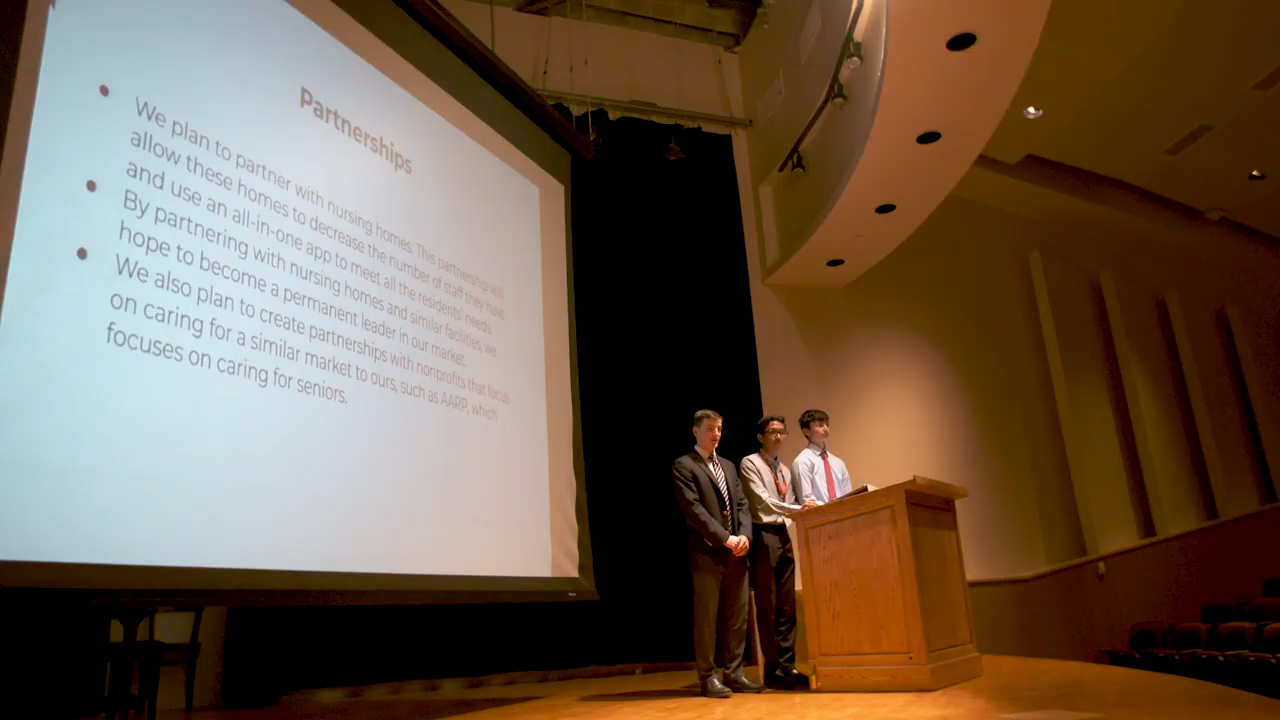 Partnerships
We plan to partner with nursing homes. This partnership will
allow these homes to decrease the number of staff they have
and use an all-in-one app to meet all the residents' needs.
By partnering with nursing homes and similar facilities, we
hope to become a permanent leader in our market.
We also plan to create partnerships with nonprofits that focus
on caring for a similar market to ours, such as AARP, which
focuses on caring for seniors.